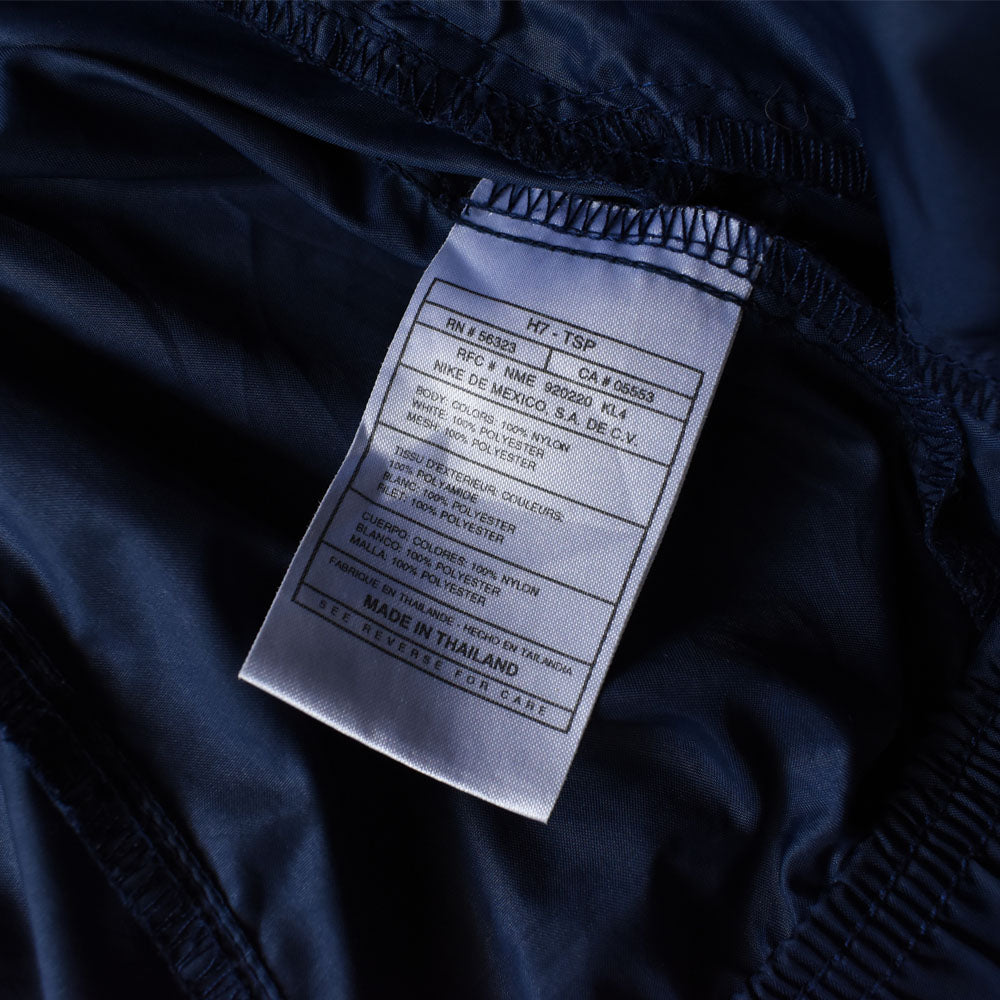 H7 - TSP
RN # 56323
CA # 05553
RFC # NME 920220 KL4
NIKE DE MEXICO, S.A. DE C.V.
BODY: COLORS: 100% NYLON
WHITE: 100% POLYESTER
MESH: 100% POLYESTER
TISSU D'EXTERIEUR: COULEURS:
100% POLYAMIDE
BLANC: 100% POLYESTER
FILET: 100% POLYESTER
CUERPO: COLORES: 100% NYLON
BLANCO: 100% POLYESTER
MALLA: 100% POLYESTER
FABRIQUE EN THAILANDE · HECHO EN TAILANDIA
MADE IN THAILAND
SEE REVERSE FOR CARE